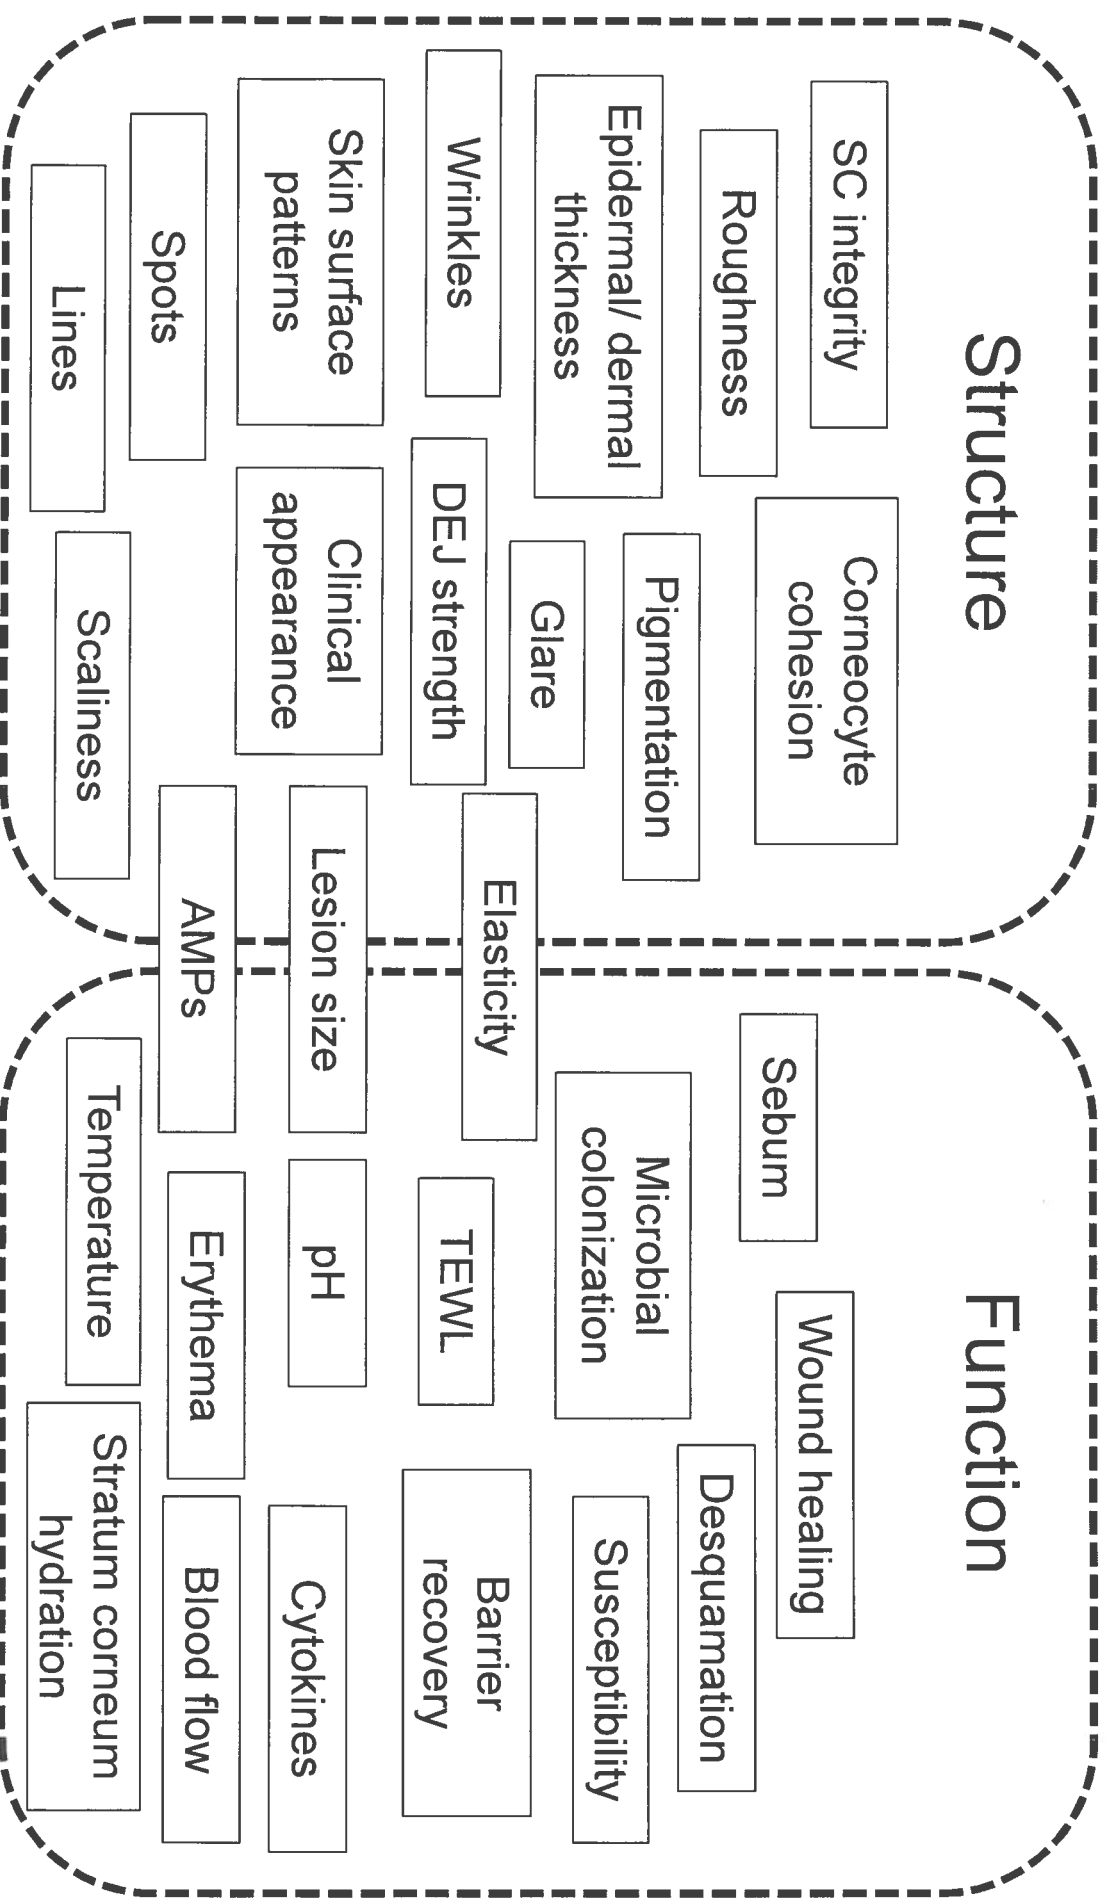 Structure
SC integrity
Roughness
Corneocyte
cohesion
Epidermal/ dermal
thickness
Pigmentation
Glare
Wrinkles
DEJ strength
Skin surface
patterns
Clinical
appearance
Spots
Lines
Scaliness
Elasticity
Lesion size
AMPs
Function
Sebum
Wound healing
Microbial
colonization
Desquamation
Susceptibility
TEWL
Barrier
recovery
pH
Cytokines
Erythema
Blood flow
Temperature
Stratum corneum
hydration